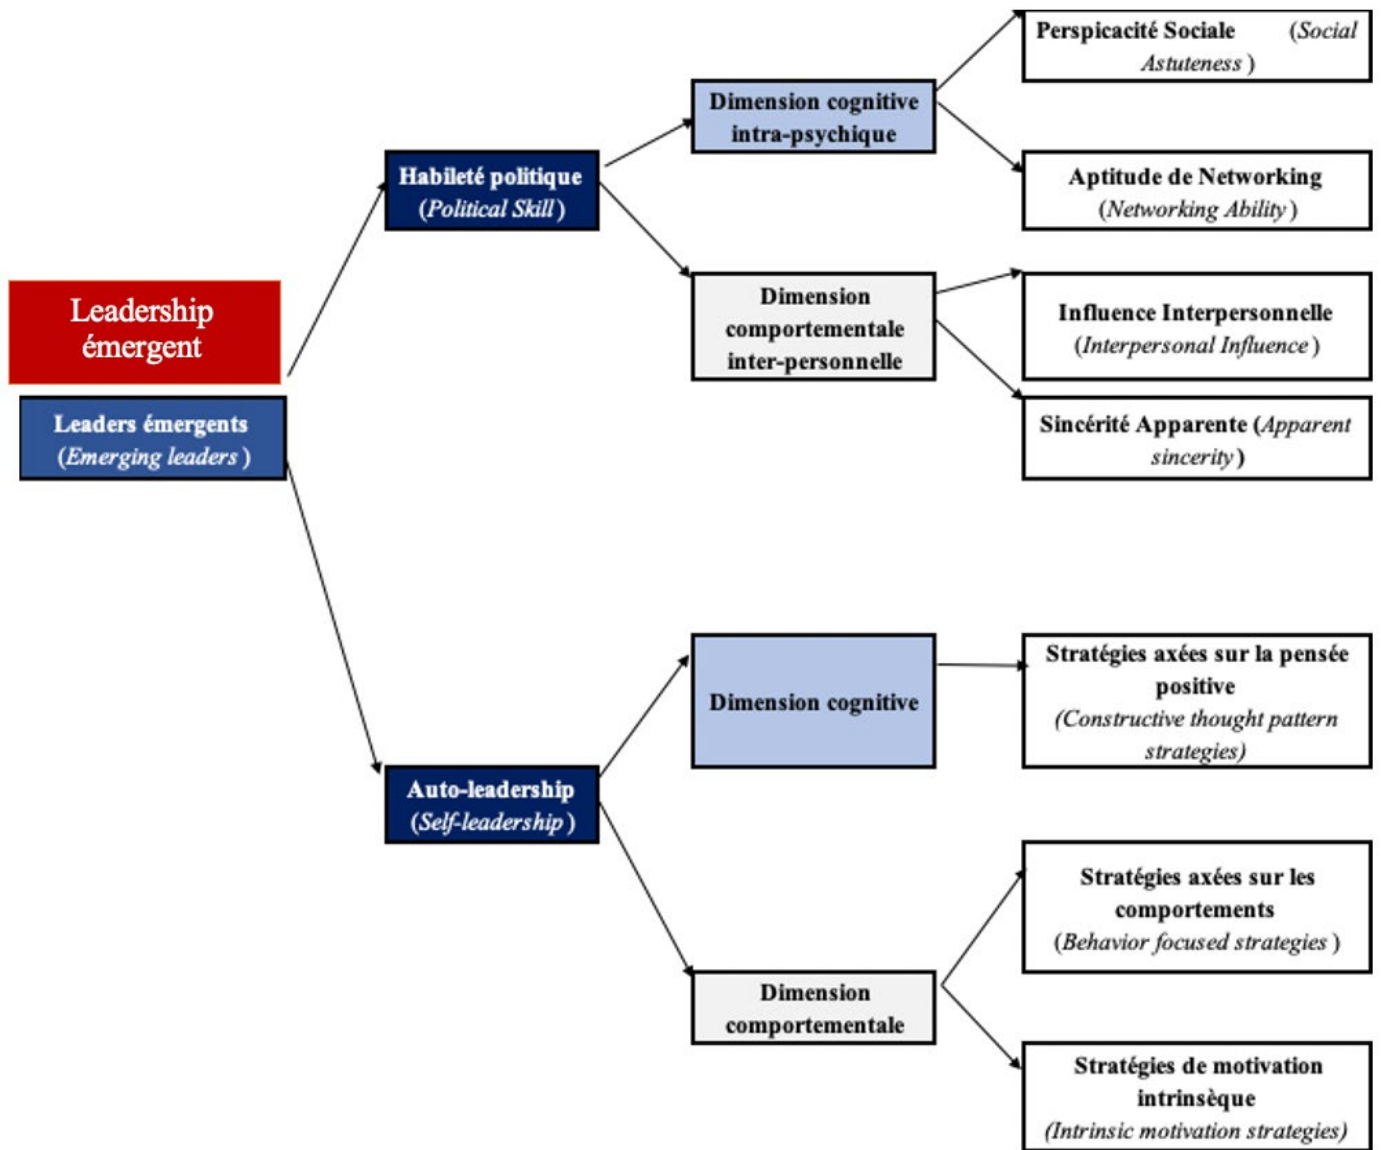 Perspicacité Sociale (Social
Astuteness )
Dimension cognitive
intra-psychique
Habileté politique
(Political Skill )
Aptitude de Networking
(Networking Ability )
Leadership
émergent
Dimension
comportementale
inter-personnelle
Influence Interpersonnelle
(Interpersonal Influence )
Leaders émergents
(Emerging leaders )
Sincérité Apparente (Apparent
sincerity )
Dimension cognitive
Stratégies axées sur la pensée
positive
(Constructive thought pattern
strategies)
Auto-leadership
(Self-leadership )
Stratégies axées sur les
comportements
(Behavior focused strategies )
Dimension
comportementale
Stratégies de motivation
intrinsèque
(Intrinsic motivation strategies)